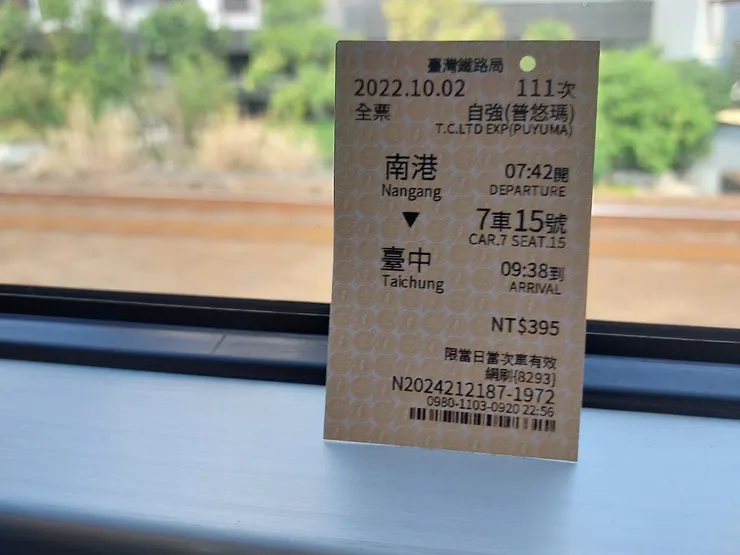 臺灣鐵路局
2022.10.02 111次
全票 自強(普悠瑪)
T.C.LTD EXP(PUYUMA)
南港 07:42開
Nangang DEPARTURE
▼ 7車15號
CAR.7 SEAT.15
臺中 09:38到
Taichung ARRIVAL
NT$395
限當日當次車有效
網刷{8293}
N2024212187-1972
0980-1103-0920 22:56